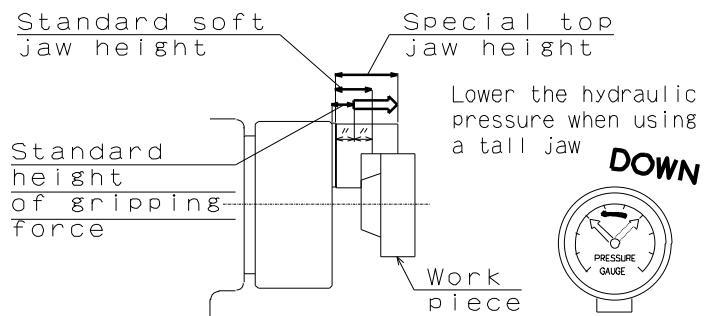 Standard soft
jaw height
Special top
jaw height
Lower the hydraulic
pressure when using
a tall jaw
DOWN
Standard
height
of gripping
force
PRESSURE
GAUGE
Work
piece